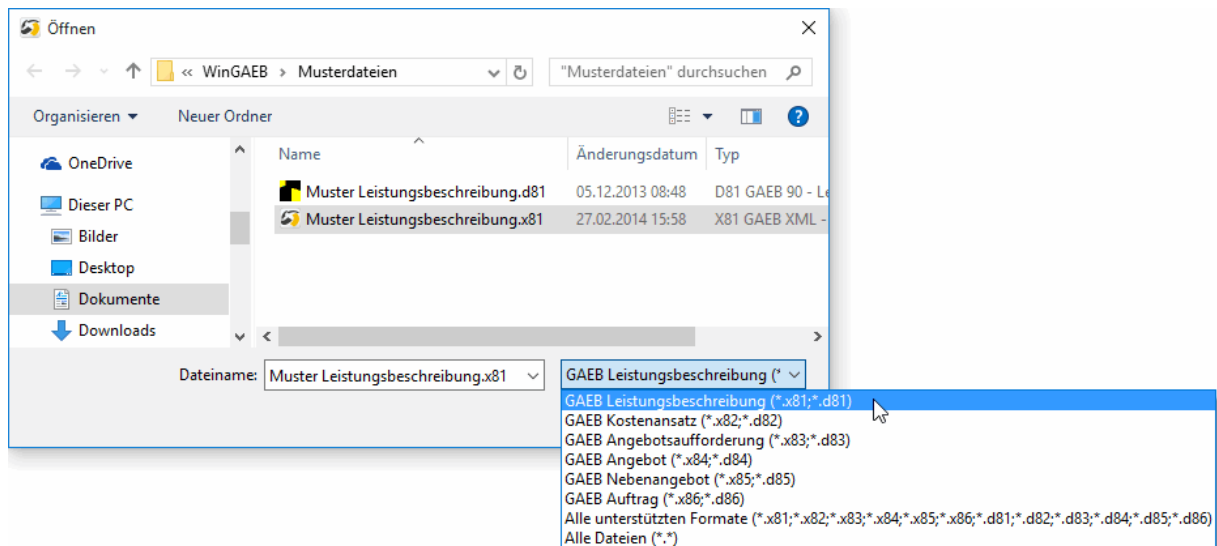 Öffnen
« WinGAEB > Musterdateien
"Musterdateien" durchsuchen
Organisieren
Neuer Ordner
?
OneDrive
Dieser PC
Bilder
Desktop
Dokumente
Downloads
Name Änderungsdatum Typ
Muster Leistungsbeschreibung.d81 05.12.2013 08:48 D81 GAEB 90 - Le
Muster Leistungsbeschreibung.x81 27.02.2014 15:58 X81 GAEB XML -
Dateiname: Muster Leistungsbeschreibung.x81 GAEB Leistungsbeschreibung (*
GAEB Leistungsbeschreibung (*.x81;*.d81)
GAEB Kostenansatz (*.x82;*.d82)
GAEB Angebotsaufforderung (*.x83;*.d83)
GAEB Angebot (*.x84;*.d84)
GAEB Nebenangebot (*.x85;*.d85)
GAEB Auftrag (*.x86;*.d86)
Alle unterstützten Formate (*.x81;*.x82;*.x83;*.x84;*.x85;*.x86;*.d81;*.d82;*.d83;*.d84;*.d85;*.d86)
Alle Dateien (*.*)